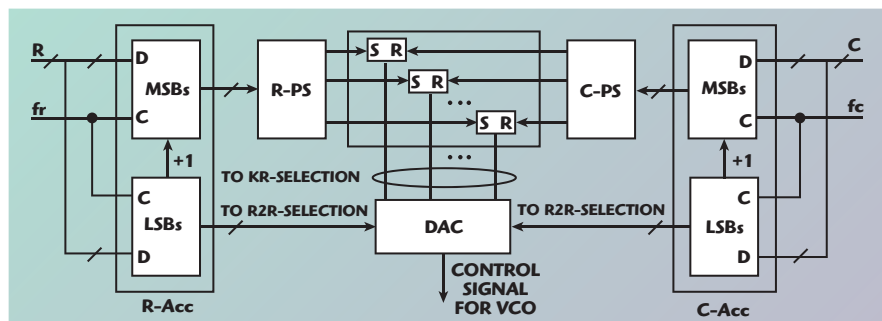 R
D
MSBs
C
fr
+1
C
LSBs
D
R-Acc
R-PS
S R
S R
...
S R
...
TO KR-SELECTION
TO R2R-SELECTION
DAC
TO R2R-SELECTION
CONTROL
SIGNAL
FOR VCO
C-PS
D
MSBs
C
C
fc
+1
C
LSBs
D
C-Acc